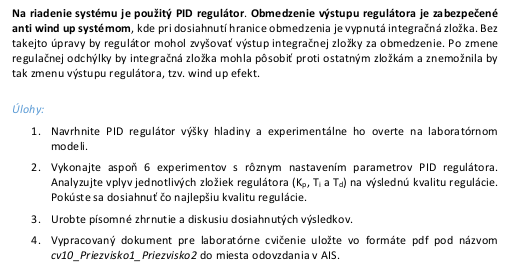 Na riadenie systému je použitý PID regulátor. Obmedzenie výstupu regulátora je zabezpečené
anti wind up systémom, kde pri dosiahnutí hranice obmedzenia je vypnutá integračná zložka. Bez
takejto úpravy by regulátor mohol zvyšovať výstup integračnej zložky za obmedzenie. Po zmene
regulačnej odchýlky by integračná zložka mohla pôsobiť proti ostatným zložkám a znemožnila by
tak zmenu výstupu regulátora, tzv. wind up efekt.
Úlohy:
1. Navrhnite PID regulátor výšky hladiny a experimentálne ho overte na laboratórnom
modeli.
2. Vykonajte aspoň 6 experimentov s rôznym nastavením parametrov PID regulátora.
Analyzujte vplyv jednotlivých zložiek regulátora (Kₚ, Tᵢ a T_d) na výslednú kvalitu regulácie.
Pokúste sa dosiahnuť čo najlepšiu kvalitu regulácie.
3. Urobte písomné zhrnutie a diskusiu dosiahnutých výsledkov.
4. Vypracovaný dokument pre laboratórne cvičenie uložte vo formáte pdf pod názvom
cv10_Priezvisko1_Priezvisko2 do miesta odovzdania v AIS.